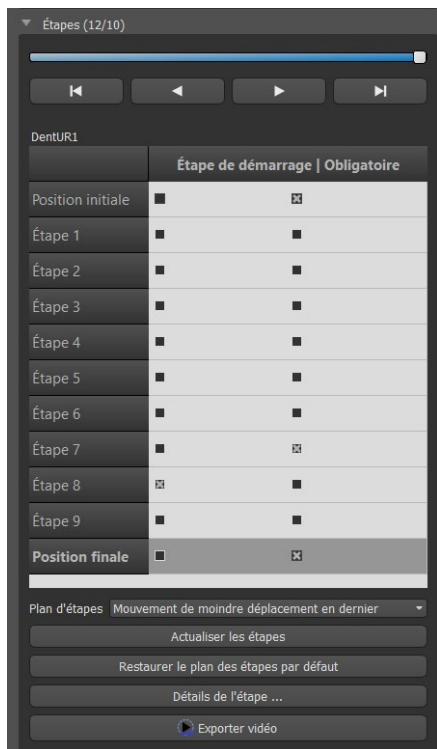 Étapes (12/10)
DentUR1
Étape de démarrage | Obligatoire
Position initiale
Étape 1
Étape 2
Étape 3
Étape 4
Étape 5
Étape 6
Étape 7
Étape 8
Étape 9
Position finale
Plan d'étapes Mouvement de moindre déplacement en dernier
Actualiser les étapes
Restaurer le plan des étapes par défaut
Détails de l'étape ...
Exporter vidéo